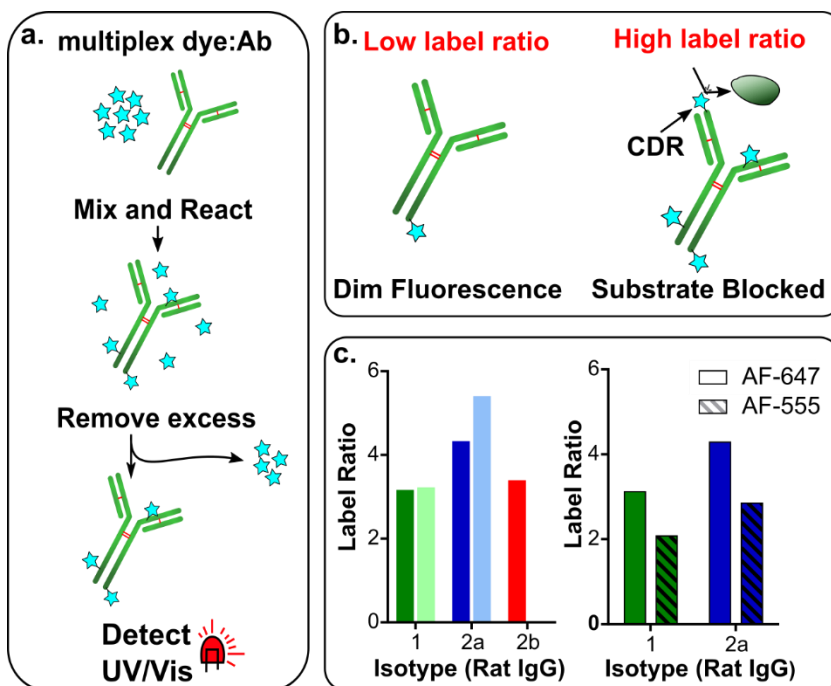 a.
multiplex dye:Ab
Mix and React
Remove excess
Detect
UV/Vis
b.
Low label ratio
High label ratio
CDR
Dim Fluorescence
Substrate Blocked
c.
6
4
2
0
Label Ratio
1
2a
2b
Isotype (Rat IgG)
6
4
2
0
Label Ratio
AF-647
AF-555
1
2a
Isotype (Rat IgG)